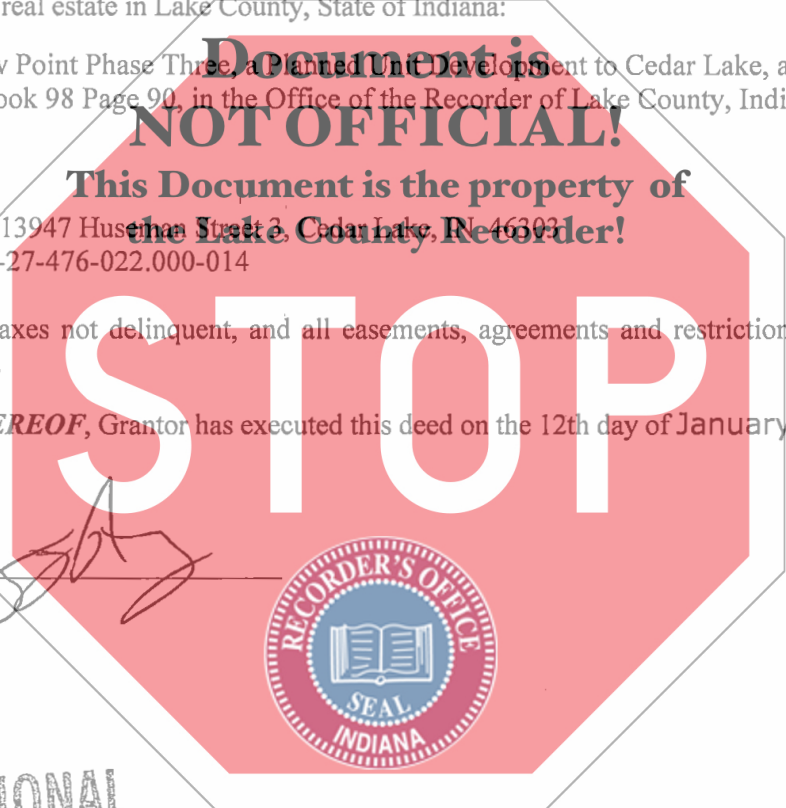 real estate in Lake County, State of Indiana:
Document is
w Point Phase Three, a Planned Unit Development to Cedar Lake, a
ook 98 Page 90, in the Office of the Recorder of Lake County, Indi
NOT OFFICIAL!
This Document is the property of
13947 Huseman Street 3, Cedar Lake, IN 46303
the Lake County Recorder!
-27-476-022.000-014
axes not delinquent, and all easements, agreements and restriction
STOP
EREOF, Grantor has executed this deed on the 12th day of January
RECORDER'S OFFICE
SEAL
INDIANA
IONAL